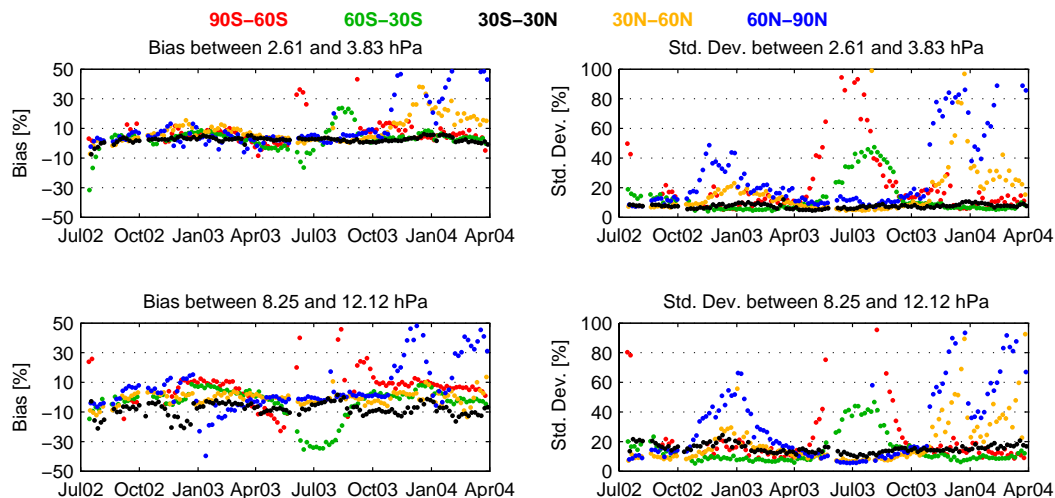 90S−60S 60S−30S 30S−30N 30N−60N 60N−90N
Bias between 2.61 and 3.83 hPa
50
30
10
−10
−30
−50
Bias [%]
Jul02 Oct02 Jan03 Apr03 Jul03 Oct03 Jan04 Apr04
Std. Dev. between 2.61 and 3.83 hPa
100
80
60
40
20
0
Std. Dev. [%]
Jul02 Oct02 Jan03 Apr03 Jul03 Oct03 Jan04 Apr04
Bias between 8.25 and 12.12 hPa
50
30
10
−10
−30
−50
Bias [%]
Jul02 Oct02 Jan03 Apr03 Jul03 Oct03 Jan04 Apr04
Std. Dev. between 8.25 and 12.12 hPa
100
80
60
40
20
0
Std. Dev. [%]
Jul02 Oct02 Jan03 Apr03 Jul03 Oct03 Jan04 Apr04